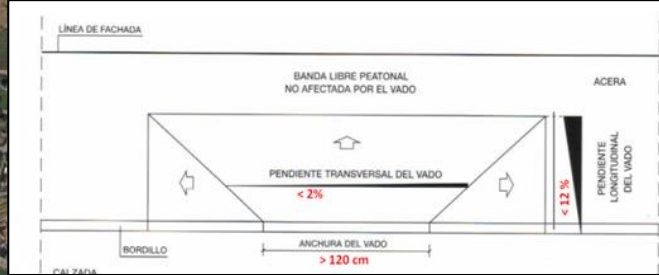 LÍNEA DE FACHADA
BANDA LIBRE PEATONAL
NO AFECTADA POR EL VADO
ACERA
PENDIENTE TRANSVERSAL DEL VADO
< 2%
< 12 %
PENDIENTE
LONGITUDINAL
DEL VADO
BORDILLO
ANCHURA DEL VADO
> 120 cm
CALZADA